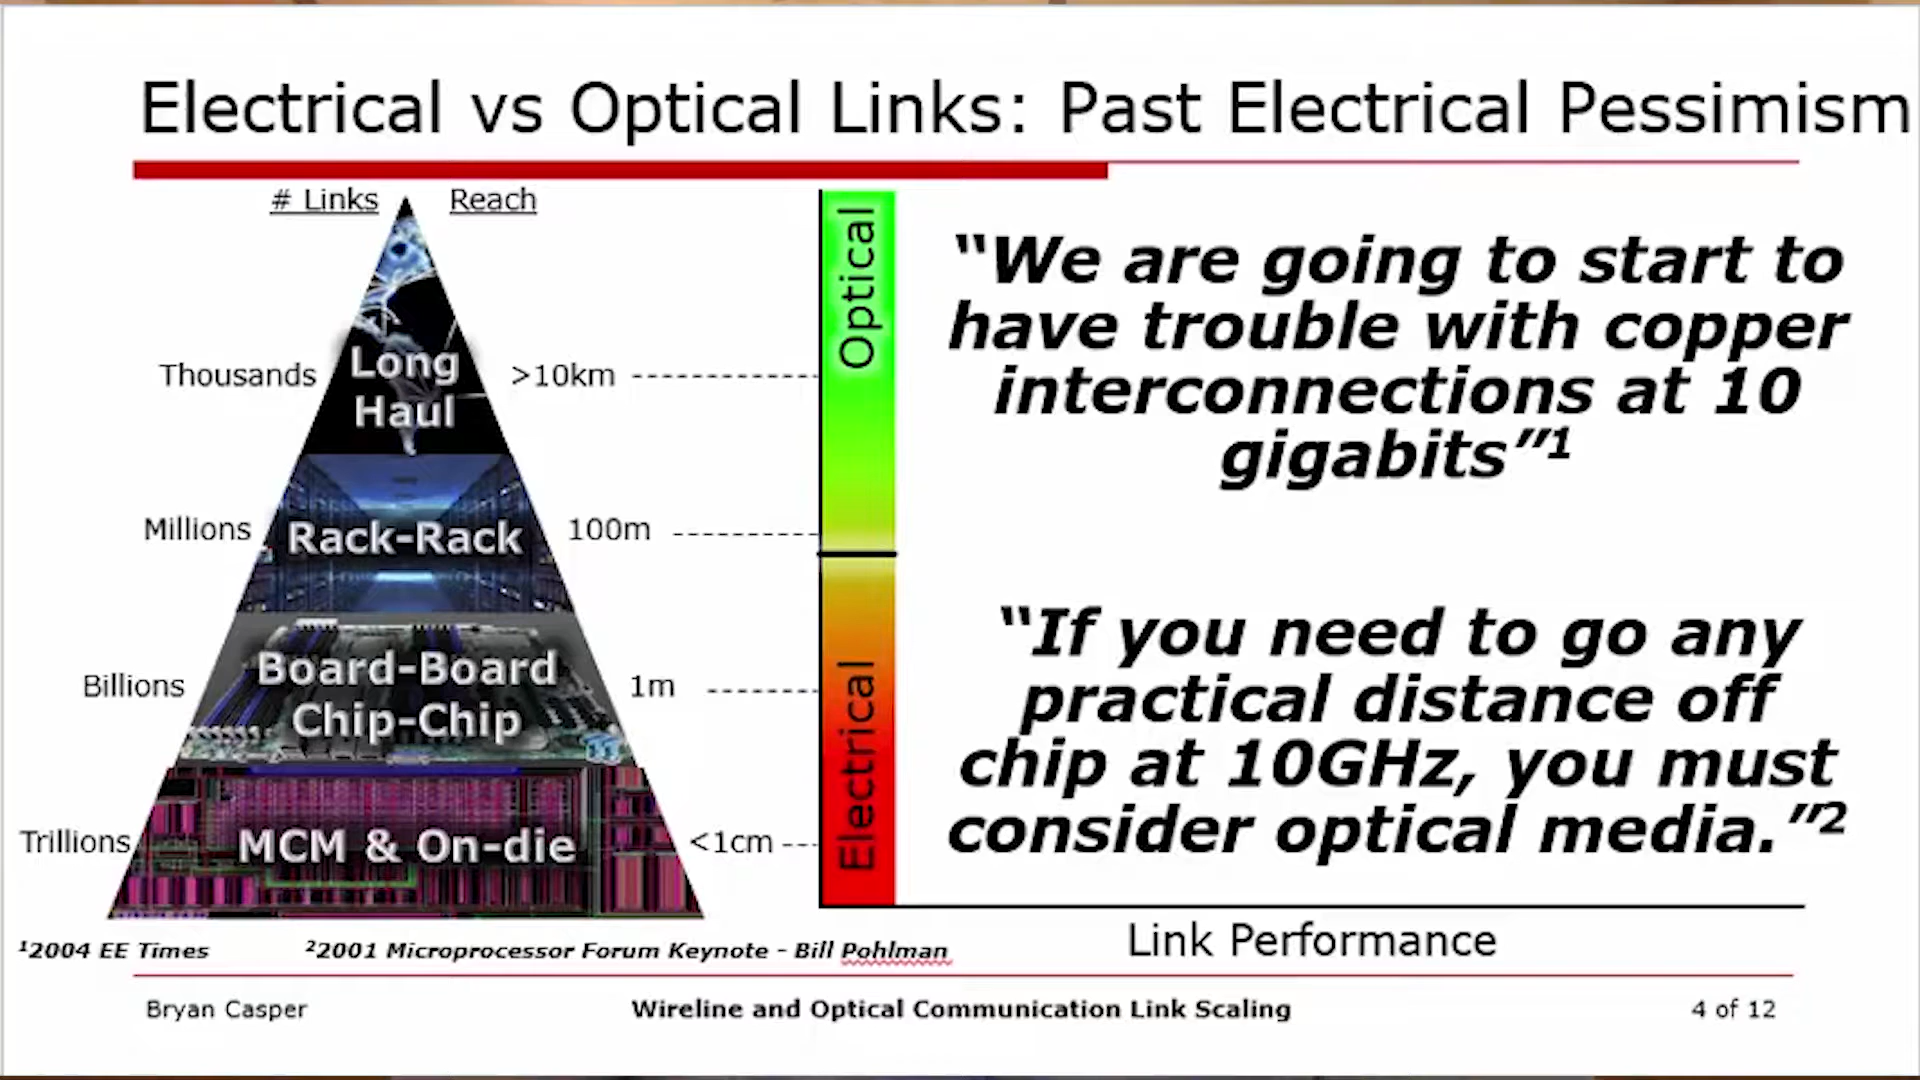 Electrical vs Optical Links: Past Electrical Pessimism
# Links Reach
Thousands
Long
Haul
>10km
Millions
Rack-Rack
100m
Billions
Board-Board
Chip-Chip
1m
Trillions
MCM & On-die
<1cm
Optical
Electrical
“We are going to start to
have trouble with copper
interconnections at 10
gigabits”1
“If you need to go any
practical distance off
chip at 10GHz, you must
consider optical media.”2
Link Performance
12004 EE Times
22001 Microprocessor Forum Keynote - Bill Pohlman
Bryan Casper
Wireline and Optical Communication Link Scaling
4 of 12